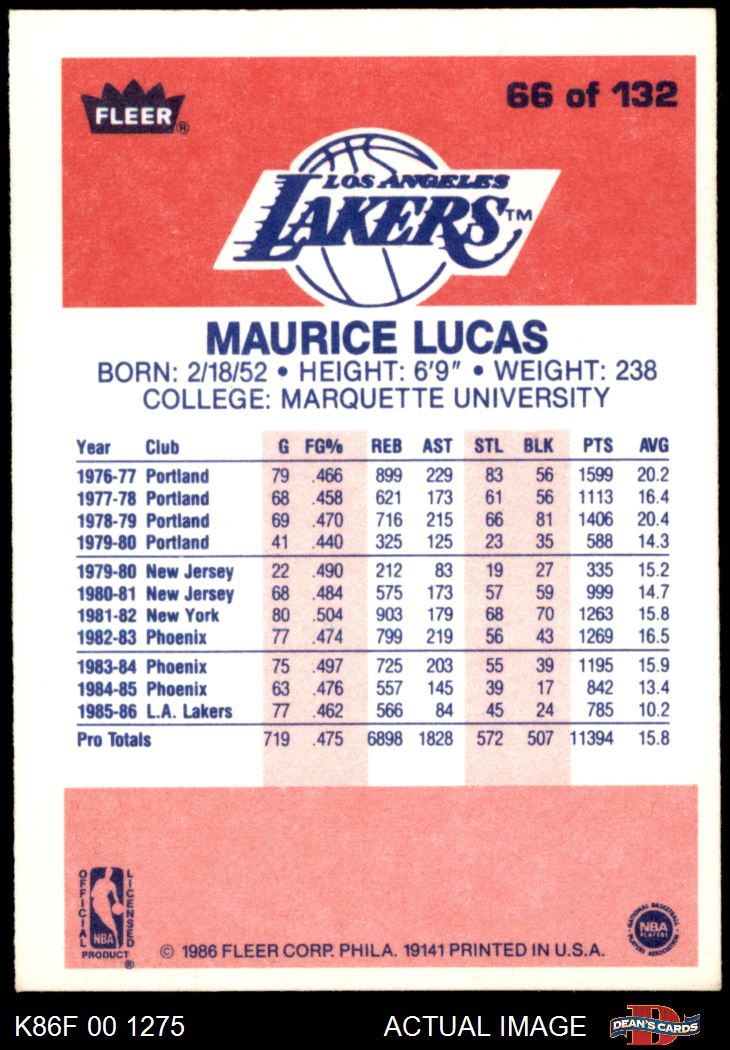 FLEER®
66 of 132
LOS ANGELES
LAKERS™
MAURICE LUCAS
BORN: 2/18/52 • HEIGHT: 6'9" • WEIGHT: 238
COLLEGE: MARQUETTE UNIVERSITY
Year Club G FG% REB AST STL BLK PTS AVG
1976-77 Portland 79 .466 899 229 83 56 1599 20.2
1977-78 Portland 68 .458 621 173 61 56 1113 16.4
1978-79 Portland 69 .470 716 215 66 81 1406 20.4
1979-80 Portland 41 .440 325 125 23 35 588 14.3
1979-80 New Jersey 22 .490 212 83 19 27 335 15.2
1980-81 New Jersey 68 .484 575 173 57 59 999 14.7
1981-82 New York 80 .504 903 179 68 70 1263 15.8
1982-83 Phoenix 77 .474 799 219 56 43 1269 16.5
1983-84 Phoenix 75 .497 725 203 55 39 1195 15.9
1984-85 Phoenix 63 .476 557 145 39 17 842 13.4
1985-86 L.A. Lakers 77 .462 566 84 45 24 785 10.2
Pro Totals 719 .475 6898 1828 572 507 11394 15.8
OFFICIAL LICENSED
NBA
PRODUCT®
© 1986 FLEER CORP. PHILA. 19141 PRINTED IN U.S.A.
NATIONAL BASKETBALL
NBA
PLAYERS
PLAYERS ASSOCIATION
K86F 00 1275
ACTUAL IMAGE
D
DEAN'S CARDS